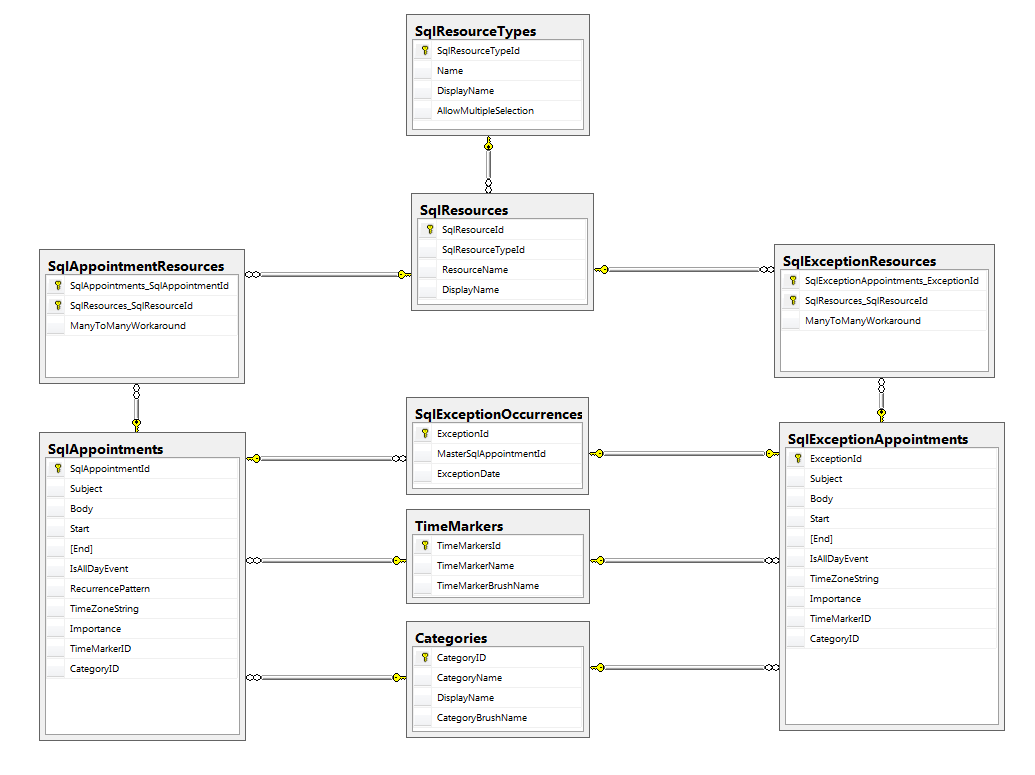 SqlResourceTypes
SqlResourceTypeId
Name
DisplayName
AllowMultipleSelection
SqlResources
SqlResourceId
SqlResourceTypeId
ResourceName
DisplayName
SqlAppointmentResources
SqlAppointments_SqlAppointmentId
SqlResources_SqlResourceId
ManyToManyWorkaround
SqlExceptionResources
SqlExceptionAppointments_ExceptionId
SqlResources_SqlResourceId
ManyToManyWorkaround
SqlAppointments
SqlAppointmentId
Subject
Body
Start
[End]
IsAllDayEvent
RecurrencePattern
TimeZoneString
Importance
TimeMarkerID
CategoryID
SqlExceptionOccurrences
ExceptionId
MasterSqlAppointmentId
ExceptionDate
TimeMarkers
TimeMarkersId
TimeMarkerName
TimeMarkerBrushName
Categories
CategoryID
CategoryName
DisplayName
CategoryBrushName
SqlExceptionAppointments
ExceptionId
Subject
Body
Start
[End]
IsAllDayEvent
TimeZoneString
Importance
TimeMarkerID
CategoryID